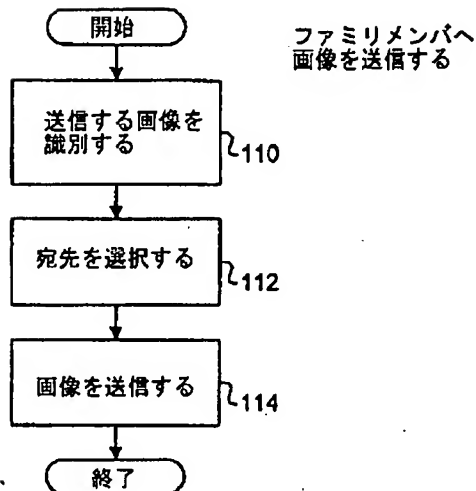 開始
ファミリメンバへ
画像を送信する
送信する画像を
識別する
110
宛先を選択する
112
画像を送信する
114
終了